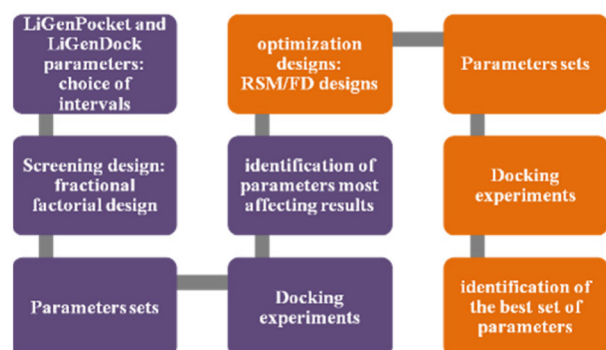 LiGenPocket and
LiGenDock
parameters:
choice of
intervals
Screening design:
fractional
factorial design
Parameters sets
Docking
experiments
identification of
parameters most
affecting results
optimization
designs:
RSM/FD designs
Parameters sets
Docking
experiments
identification of
the best set of
parameters